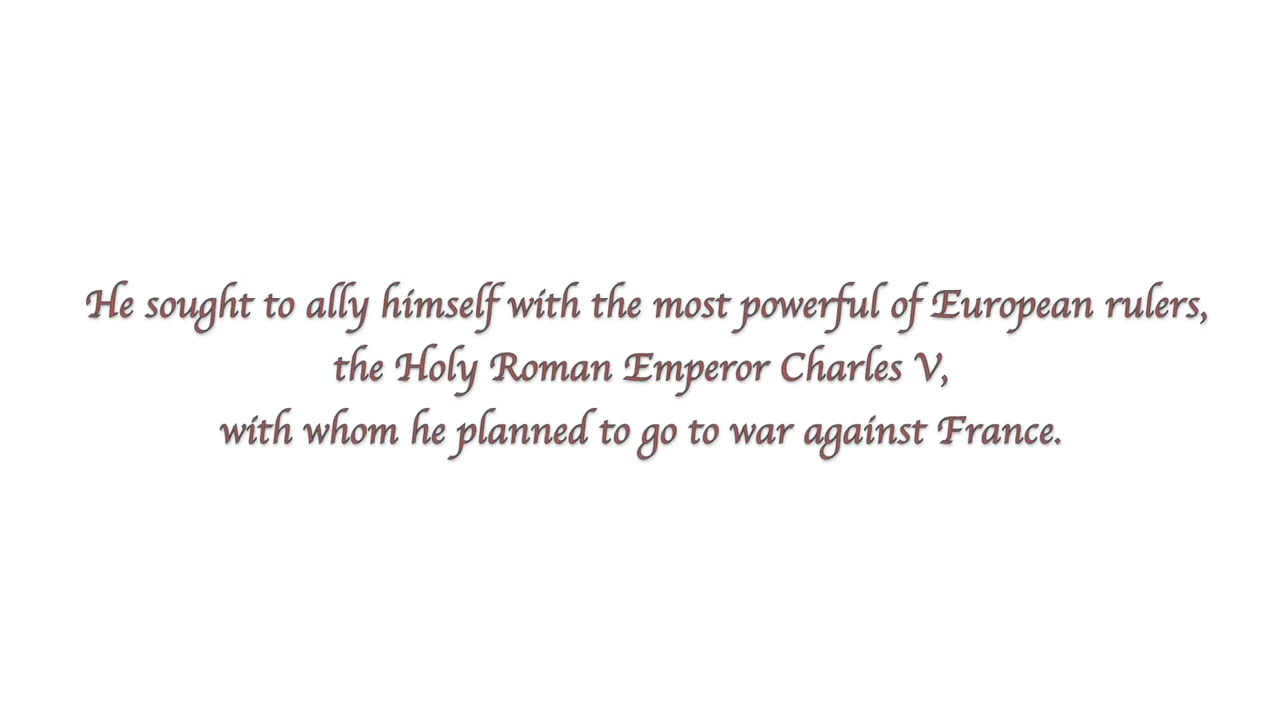 He sought to ally himself with the most powerful of European rulers,
the Holy Roman Emperor Charles V,
with whom he planned to go to war against France.